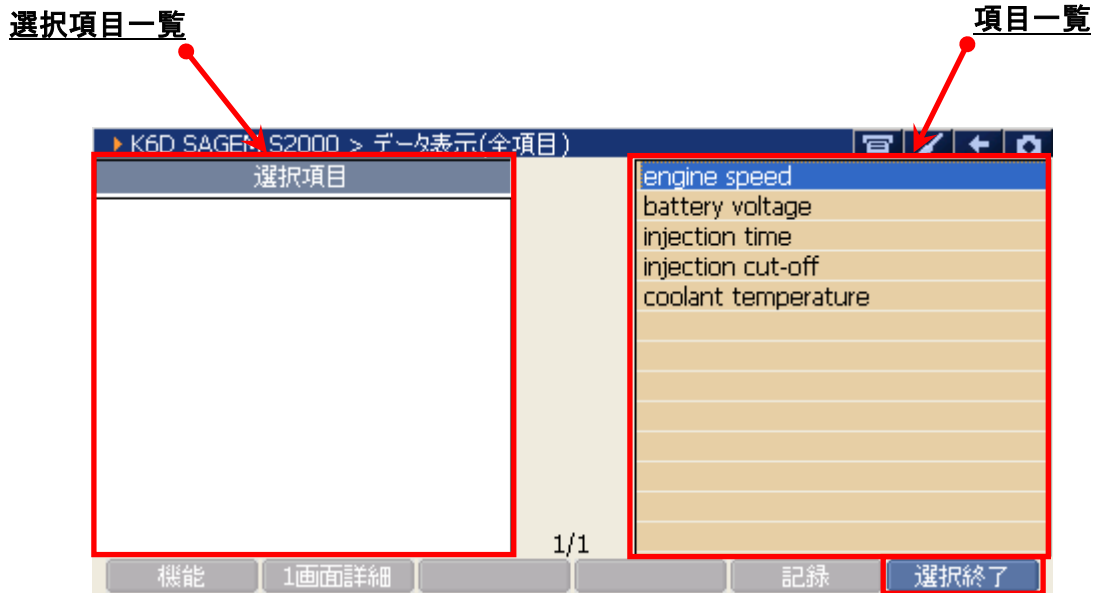 選択項目一覧
項目一覧
K6D SAGEM S2000 > データ表示(全項目)
選択項目
engine speed
battery voltage
injection time
injection cut-off
coolant temperature
1/1
機能
1画面詳細
記録
選択終了